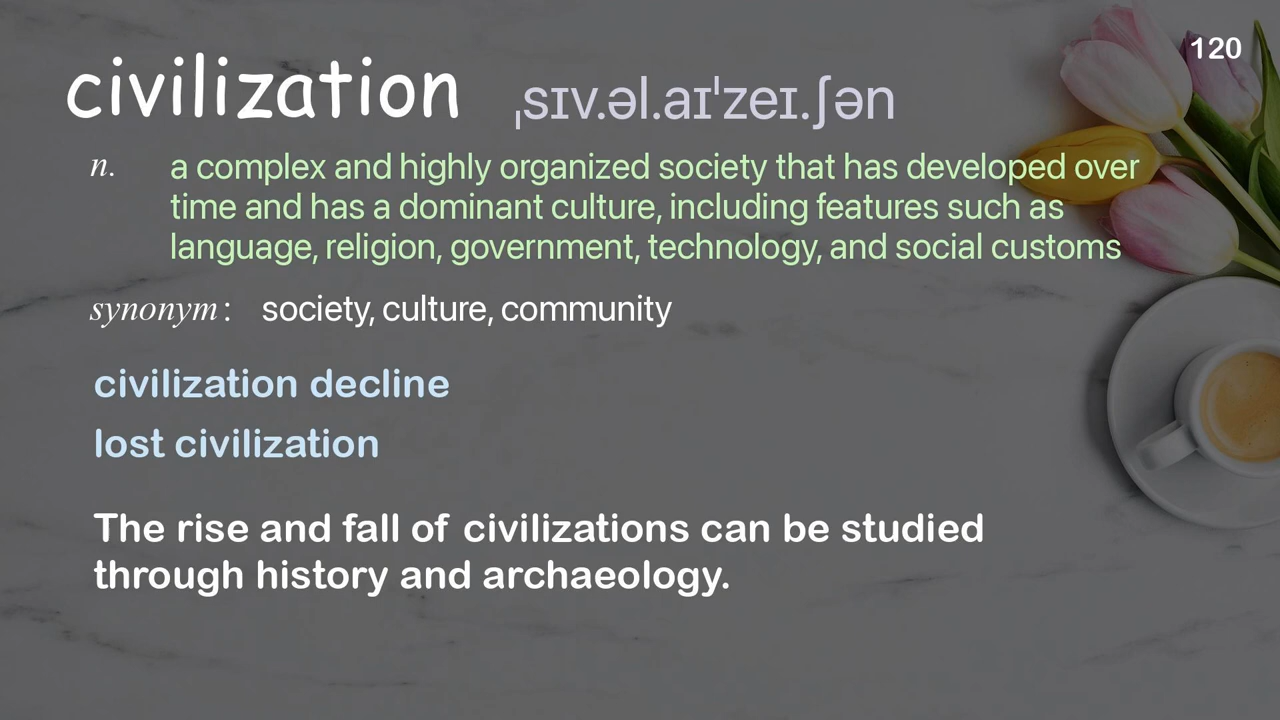 120
civilization ˌsɪv.əl.aɪˈzeɪ.ʃən
n. a complex and highly organized society that has developed over
time and has a dominant culture, including features such as
language, religion, government, technology, and social customs
synonym: society, culture, community
civilization decline
lost civilization
The rise and fall of civilizations can be studied
through history and archaeology.